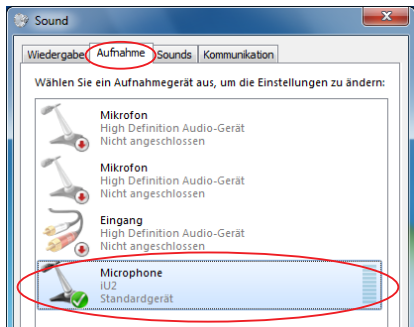 Sound
Wiedergabe Aufnahme Sounds Kommunikation
Wählen Sie ein Aufnahmegerät aus, um die Einstellungen zu ändern:
Mikrofon
High Definition Audio-Gerät
Nicht angeschlossen
Mikrofon
High Definition Audio-Gerät
Nicht angeschlossen
Eingang
High Definition Audio-Gerät
Nicht angeschlossen
Microphone
iU2
Standardgerät